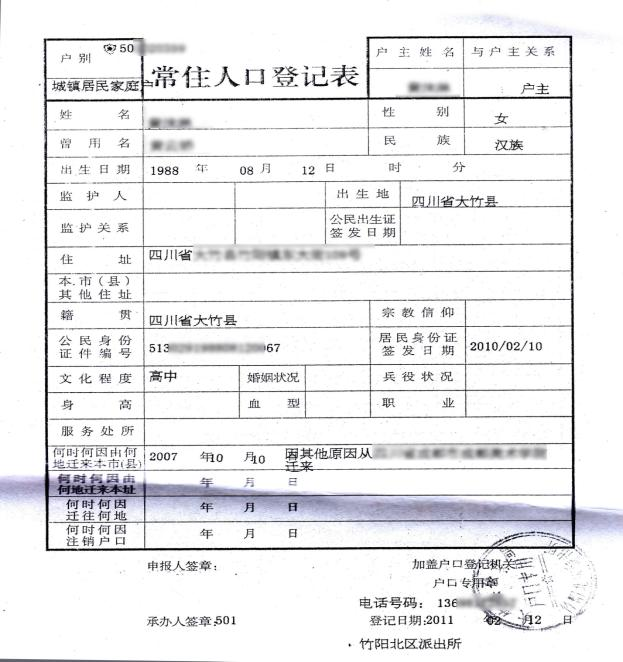 户别 50
户主姓名 与户主关系
常住人口登记表
城镇居民家庭户 户主
姓名 性别 女
曾用名 民族 汉族
出生日期 1988 年 08月 12日 时 分
监护人 出生地 四川省大竹县
监护关系 公民出生证
签发日期
住址 四川省
本市(县)
其他住址
籍贯 四川省大竹县 宗教信仰
公民身份
证件编号 513 067 居民身份证
签发日期 2010/02/10
文化程度 高中 婚姻状况 兵役状况
身高 血型 职业
服务处所
何时何因由何
地迁来本市(县) 2007 年10 月10 日 因其他原因从
迁来
何时何因由
何地迁来本址 年 月 日
何时何因
迁往何地 年 月 日
何时何因
注销户口 年 月 日
申报人签章: 加盖户口登记机关
户口专用章
电话号码: 136
承办人签章:501 登记日期:2011 02 月12 日
竹阳北区派出所